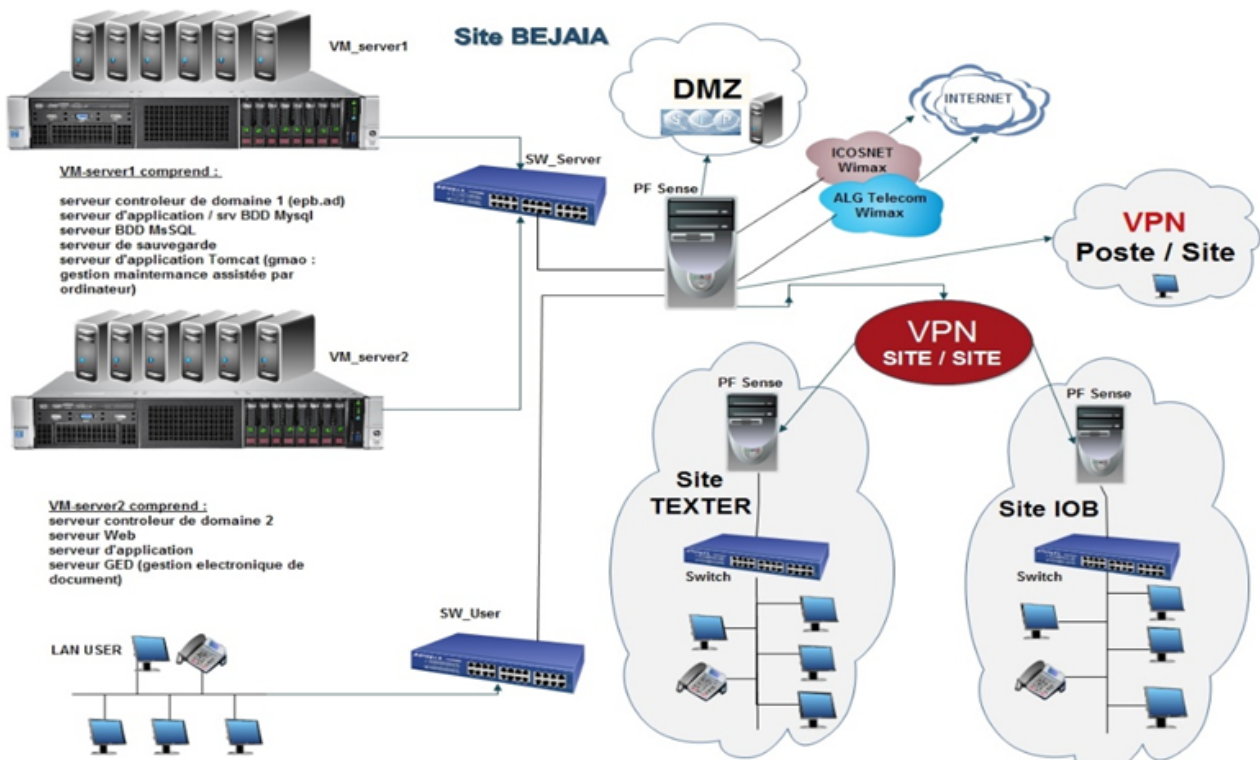 Site BEJAIA
VM_server1
VM-server1 comprend :
serveur controleur de domaine 1 (epb.ad)
serveur d'application / srv BDD Mysql
serveur BDD MsSQL
serveur de sauvegarde
serveur d'application Tomcat (gmao :
gestion maintemance assistée par
ordinateur)
SW_Server
DMZ
SIP
PF Sense
INTERNET
ICOSNET
Wimax
ALG Telecom
Wimax
VPN
Poste / Site
VM_server2
VM-server2 comprend :
serveur controleur de domaine 2
serveur Web
serveur d'application
serveur GED (gestion electronique de
document)
SW_User
LAN USER
VPN
SITE / SITE
PF Sense
Site
TEXTER
Switch
PF Sense
Site IOB
Switch